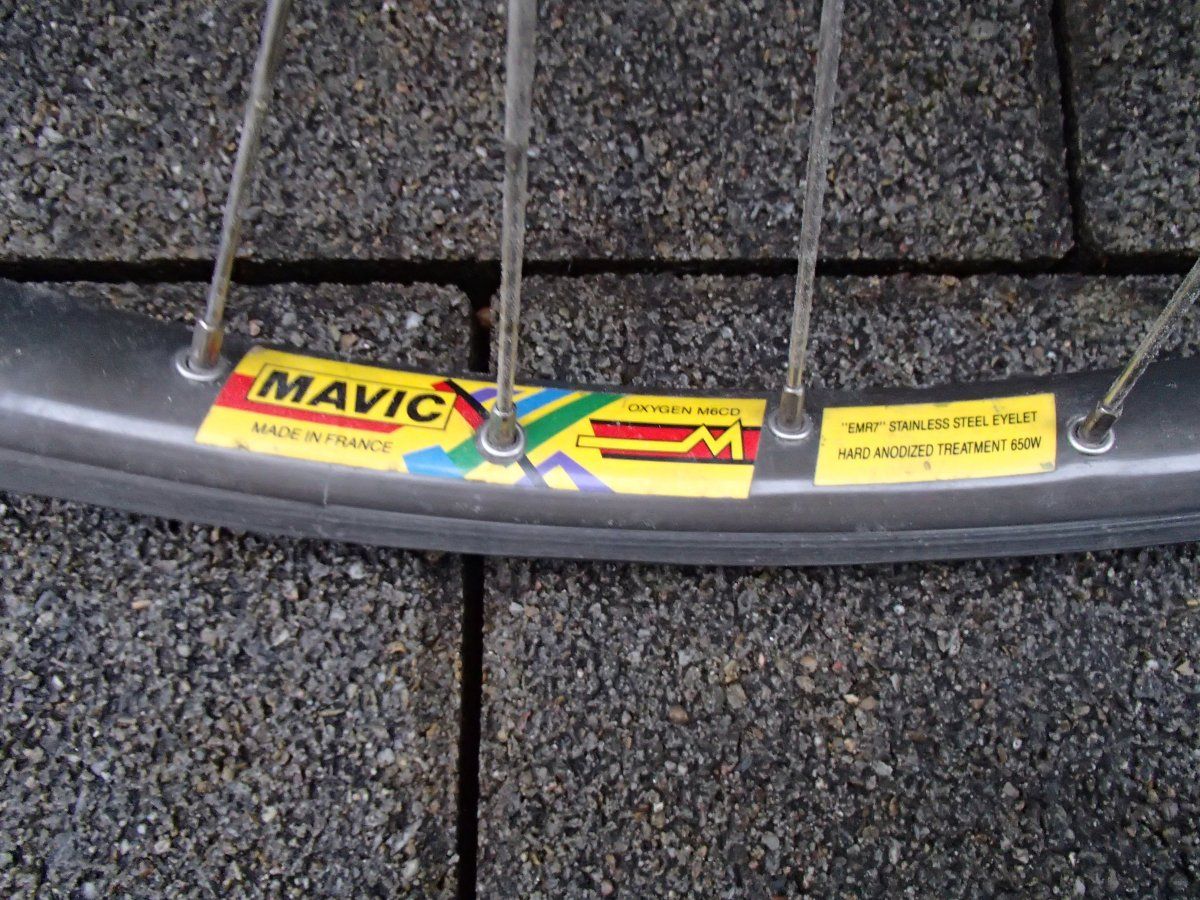 MAVIC
MADE IN FRANCE
OXYGEN M6CD
M
"EMR7" STAINLESS STEEL EYELET
HARD ANODIZED TREATMENT 650W